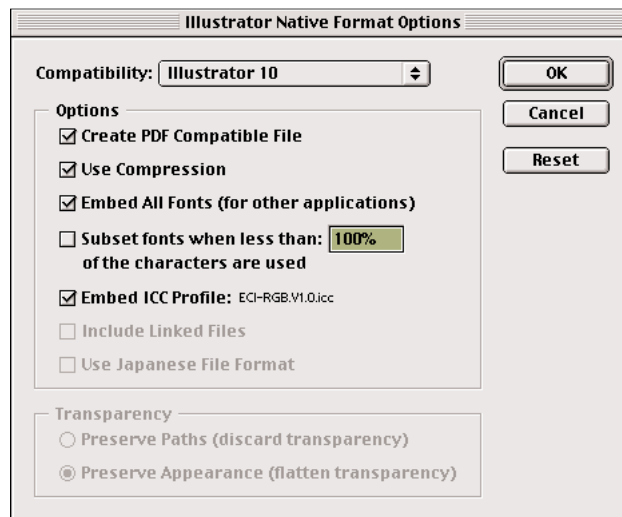 Illustrator Native Format Options
Compatibility: Illustrator 10
OK
Cancel
Reset
Options
Create PDF Compatible File
Use Compression
Embed All Fonts (for other applications)
Subset fonts when less than: 100%
of the characters are used
Embed ICC Profile: ECI-RGB.V1.0.icc
Include Linked Files
Use Japanese File Format
Transparency
Preserve Paths (discard transparency)
Preserve Appearance (flatten transparency)